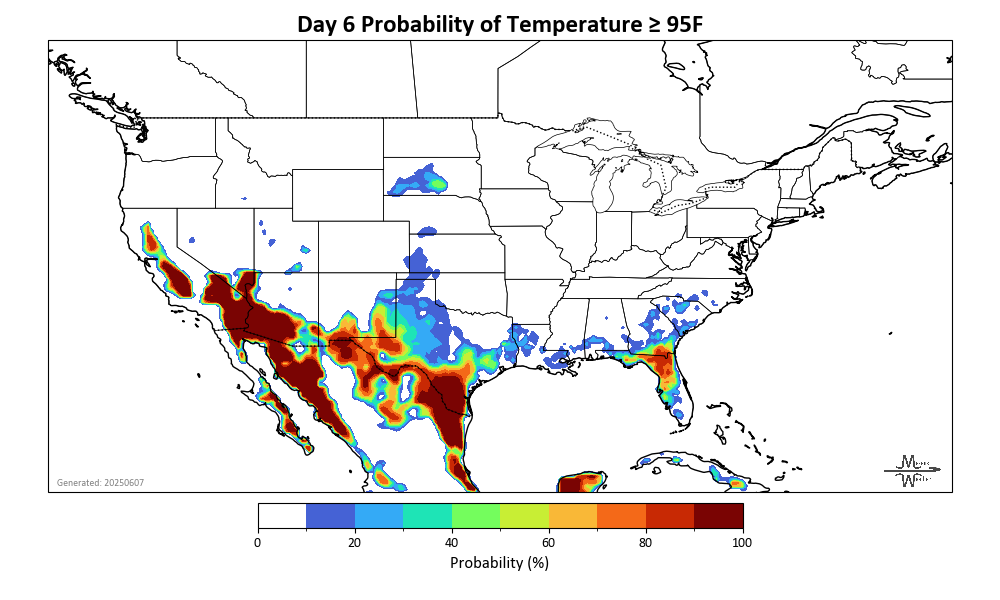 Day 6 Probability of Temperature ≥ 95F
Generated: 20250607
0 20 40 60 80 100
Probability (%)